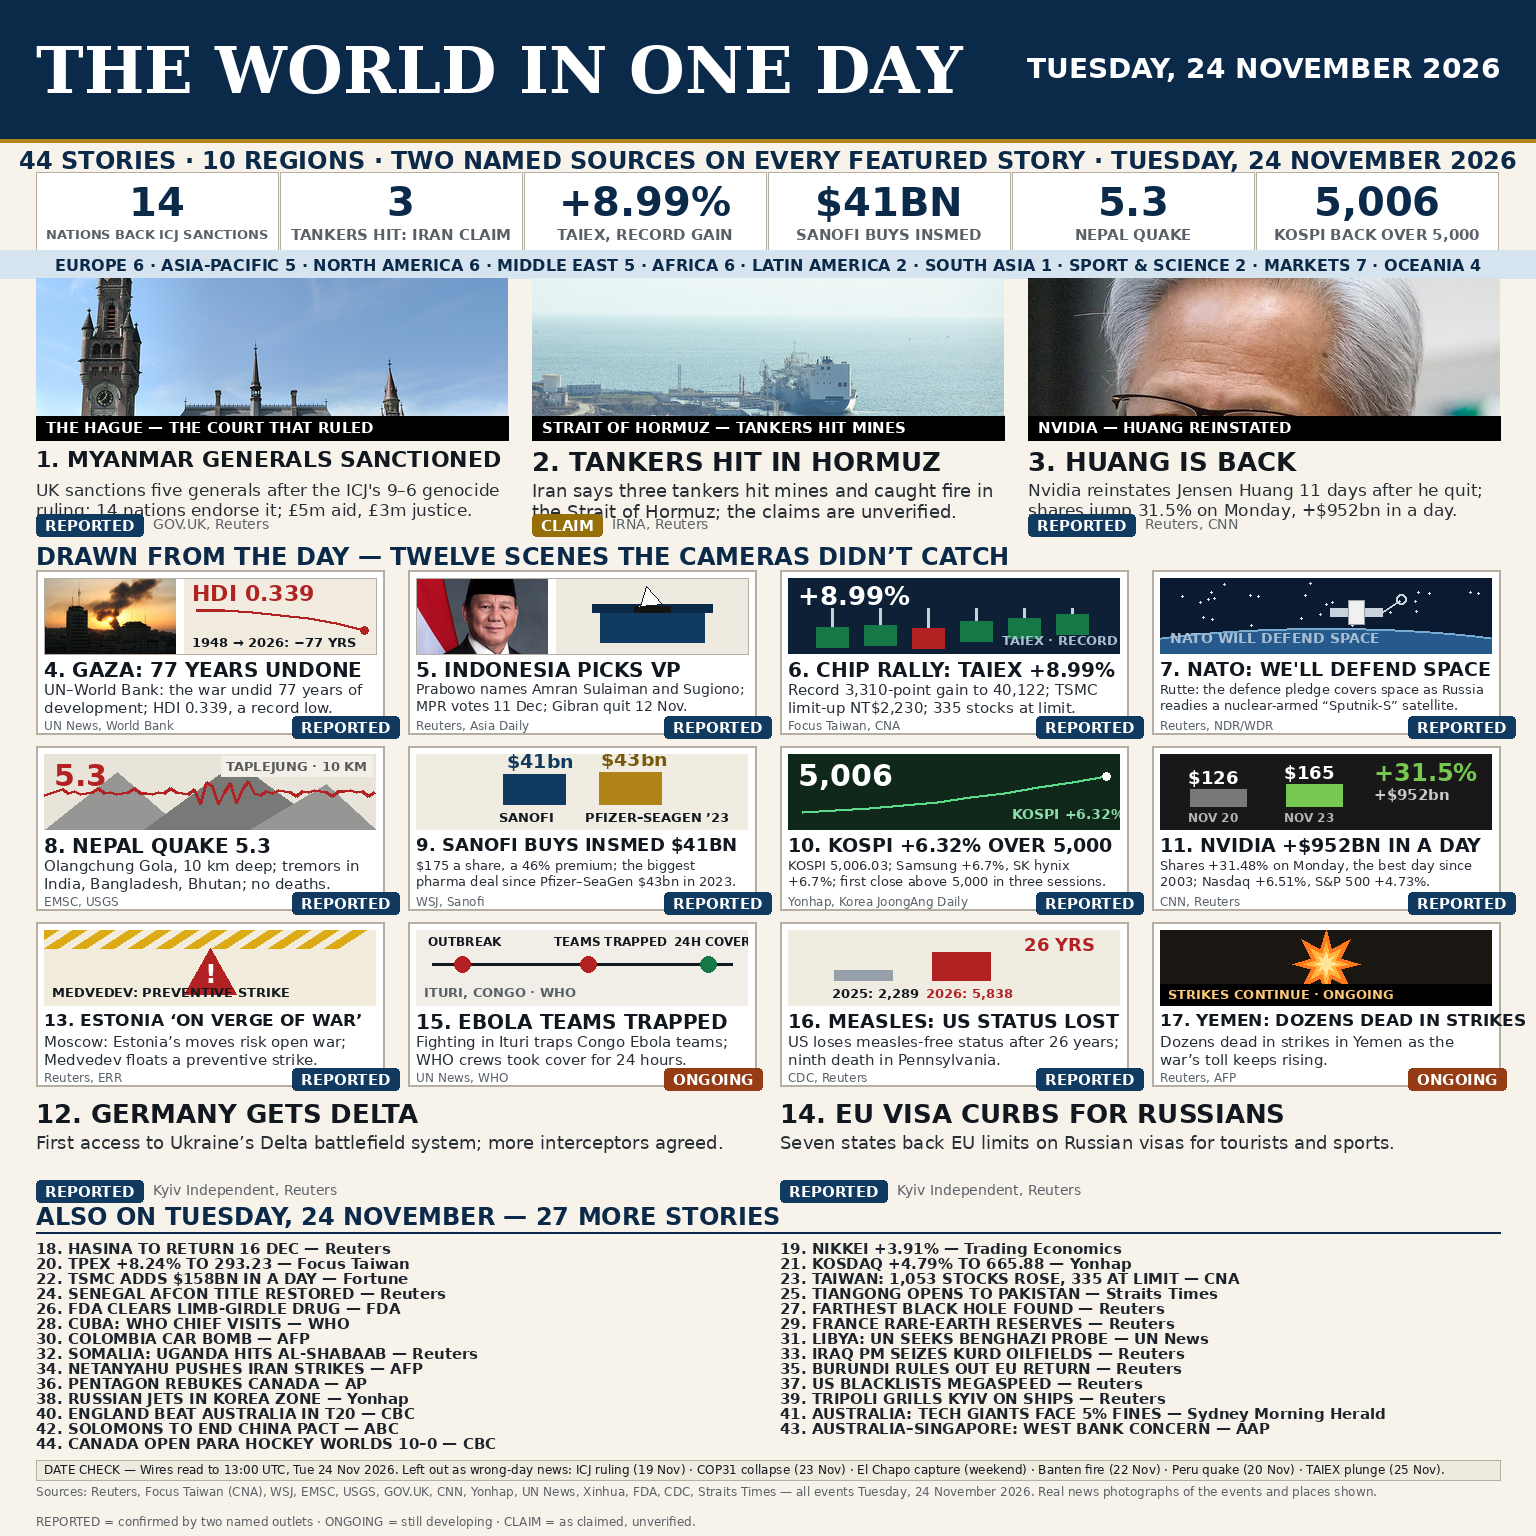 THE WORLD IN ONE DAY
TUESDAY, 24 NOVEMBER 2026
44 STORIES · 10 REGIONS · TWO NAMED SOURCES ON EVERY FEATURED STORY · TUESDAY, 24 NOVEMBER 2026
14
NATIONS BACK ICJ SANCTIONS
3
TANKERS HIT: IRAN CLAIM
+8.99%
TAIEX, RECORD GAIN
$41BN
SANOFI BUYS INSMED
5.3
NEPAL QUAKE
5,006
KOSPI BACK OVER 5,000
EUROPE 6 · ASIA-PACIFIC 5 · NORTH AMERICA 6 · MIDDLE EAST 5 · AFRICA 6 · LATIN AMERICA 2 · SOUTH ASIA 1 · SPORT & SCIENCE 2 · MARKETS 7 · OCEANIA 4
THE HAGUE — THE COURT THAT RULED
1. MYANMAR GENERALS SANCTIONED
UK sanctions five generals after the ICJ's 9–6 genocide
ruling; 14 nations endorse it; £5m aid, £3m justice.
REPORTED
GOV.UK, Reuters
STRAIT OF HORMUZ — TANKERS HIT MINES
2. TANKERS HIT IN HORMUZ
Iran says three tankers hit mines and caught fire in
the Strait of Hormuz; the claims are unverified.
CLAIM
IRNA, Reuters
NVIDIA — HUANG REINSTATED
3. HUANG IS BACK
Nvidia reinstates Jensen Huang 11 days after he quit;
shares jump 31.5% on Monday, +$952bn in a day.
REPORTED
Reuters, CNN
DRAWN FROM THE DAY — TWELVE SCENES THE CAMERAS DIDN’T CATCH
HDI 0.339
1948 → 2026: −77 YRS
4. GAZA: 77 YEARS UNDONE
UN–World Bank: the war undid 77 years of
development; HDI 0.339, a record low.
UN News, World Bank
REPORTED
5. INDONESIA PICKS VP
Prabowo names Amran Sulaiman and Sugiono;
MPR votes 11 Dec; Gibran quit 12 Nov.
Reuters, Asia Daily
REPORTED
+8.99%
TAIEX · RECORD
6. CHIP RALLY: TAIEX +8.99%
Record 3,310-point gain to 40,122; TSMC
limit-up NT$2,230; 335 stocks at limit.
Focus Taiwan, CNA
REPORTED
NATO WILL DEFEND SPACE
7. NATO: WE'LL DEFEND SPACE
Rutte: the defence pledge covers space as Russia
readies a nuclear-armed “Sputnik-S” satellite.
Reuters, NDR/WDR
REPORTED
5.3
TAPLEJUNG · 10 KM
8. NEPAL QUAKE 5.3
Olangchung Gola, 10 km deep; tremors in
India, Bangladesh, Bhutan; no deaths.
EMSC, USGS
REPORTED
$41bn
$43bn
SANOFI
PFIZER–SEAGEN ’23
9. SANOFI BUYS INSMED $41BN
$175 a share, a 46% premium; the biggest
pharma deal since Pfizer–SeaGen $43bn in 2023.
WSJ, Sanofi
REPORTED
5,006
KOSPI +6.32%
10. KOSPI +6.32% OVER 5,000
KOSPI 5,006.03; Samsung +6.7%, SK hynix
+6.7%; first close above 5,000 in three sessions.
Yonhap, Korea JoongAng Daily
REPORTED
$126
$165
+31.5%
+$952bn
NOV 20
NOV 23
11. NVIDIA +$952BN IN A DAY
Shares +31.48% on Monday, the best day since
2003; Nasdaq +6.51%, S&P 500 +4.73%.
CNN, Reuters
REPORTED
!
MEDVEDEV: PREVENTIVE STRIKE
13. ESTONIA ‘ON VERGE OF WAR’
Moscow: Estonia’s moves risk open war;
Medvedev floats a preventive strike.
Reuters, ERR
REPORTED
OUTBREAK
TEAMS TRAPPED
24H COVER
ITURI, CONGO · WHO
15. EBOLA TEAMS TRAPPED
Fighting in Ituri traps Congo Ebola teams;
WHO crews took cover for 24 hours.
UN News, WHO
ONGOING
26 YRS
2025: 2,289
2026: 5,838
16. MEASLES: US STATUS LOST
US loses measles-free status after 26 years;
ninth death in Pennsylvania.
CDC, Reuters
REPORTED
STRIKES CONTINUE · ONGOING
17. YEMEN: DOZENS DEAD IN STRIKES
Dozens dead in strikes in Yemen as the
war’s toll keeps rising.
Reuters, AFP
ONGOING
12. GERMANY GETS DELTA
First access to Ukraine’s Delta battlefield system; more interceptors agreed.
REPORTED
Kyiv Independent, Reuters
14. EU VISA CURBS FOR RUSSIANS
Seven states back EU limits on Russian visas for tourists and sports.
REPORTED
Kyiv Independent, Reuters
ALSO ON TUESDAY, 24 NOVEMBER — 27 MORE STORIES
18. HASINA TO RETURN 16 DEC — Reuters
19. NIKKEI +3.91% — Trading Economics
20. TPEX +8.24% TO 293.23 — Focus Taiwan
21. KOSDAQ +4.79% TO 665.88 — Yonhap
22. TSMC ADDS $158BN IN A DAY — Fortune
23. TAIWAN: 1,053 STOCKS ROSE, 335 AT LIMIT — CNA
24. SENEGAL AFCON TITLE RESTORED — Reuters
25. TIANGONG OPENS TO PAKISTAN — Straits Times
26. FDA CLEARS LIMB-GIRDLE DRUG — FDA
27. FARTHEST BLACK HOLE FOUND — Reuters
28. CUBA: WHO CHIEF VISITS — WHO
29. FRANCE RARE-EARTH RESERVES — Reuters
30. COLOMBIA CAR BOMB — AFP
31. LIBYA: UN SEEKS BENGHAZI PROBE — UN News
32. SOMALIA: UGANDA HITS AL-SHABAAB — Reuters
33. IRAQ PM SEIZES KURD OILFIELDS — Reuters
34. NETANYAHU PUSHES IRAN STRIKES — AFP
35. BURUNDI RULES OUT EU RETURN — Reuters
36. PENTAGON REBUKES CANADA — AP
37. US BLACKLISTS MEGASPEED — Reuters
38. RUSSIAN JETS IN KOREA ZONE — Yonhap
39. TRIPOLI GRILLS KYIV ON SHIPS — Reuters
40. ENGLAND BEAT AUSTRALIA IN T20 — CBC
41. AUSTRALIA: TECH GIANTS FACE 5% FINES — Sydney Morning Herald
42. SOLOMONS TO END CHINA PACT — ABC
43. AUSTRALIA–SINGAPORE: WEST BANK CONCERN — AAP
44. CANADA OPEN PARA HOCKEY WORLDS 10–0 — CBC
DATE CHECK — Wires read to 13:00 UTC, Tue 24 Nov 2026. Left out as wrong-day news: ICJ ruling (19 Nov) · COP31 collapse (23 Nov) · El Chapo capture (weekend) · Banten fire (22 Nov) · Peru quake (20 Nov) · TAIEX plunge (25 Nov).
Sources: Reuters, Focus Taiwan (CNA), WSJ, EMSC, USGS, GOV.UK, CNN, Yonhap, UN News, Xinhua, FDA, CDC, Straits Times — all events Tuesday, 24 November 2026. Real news photographs of the events and places shown.
REPORTED = confirmed by two named outlets · ONGOING = still developing · CLAIM = as claimed, unverified.